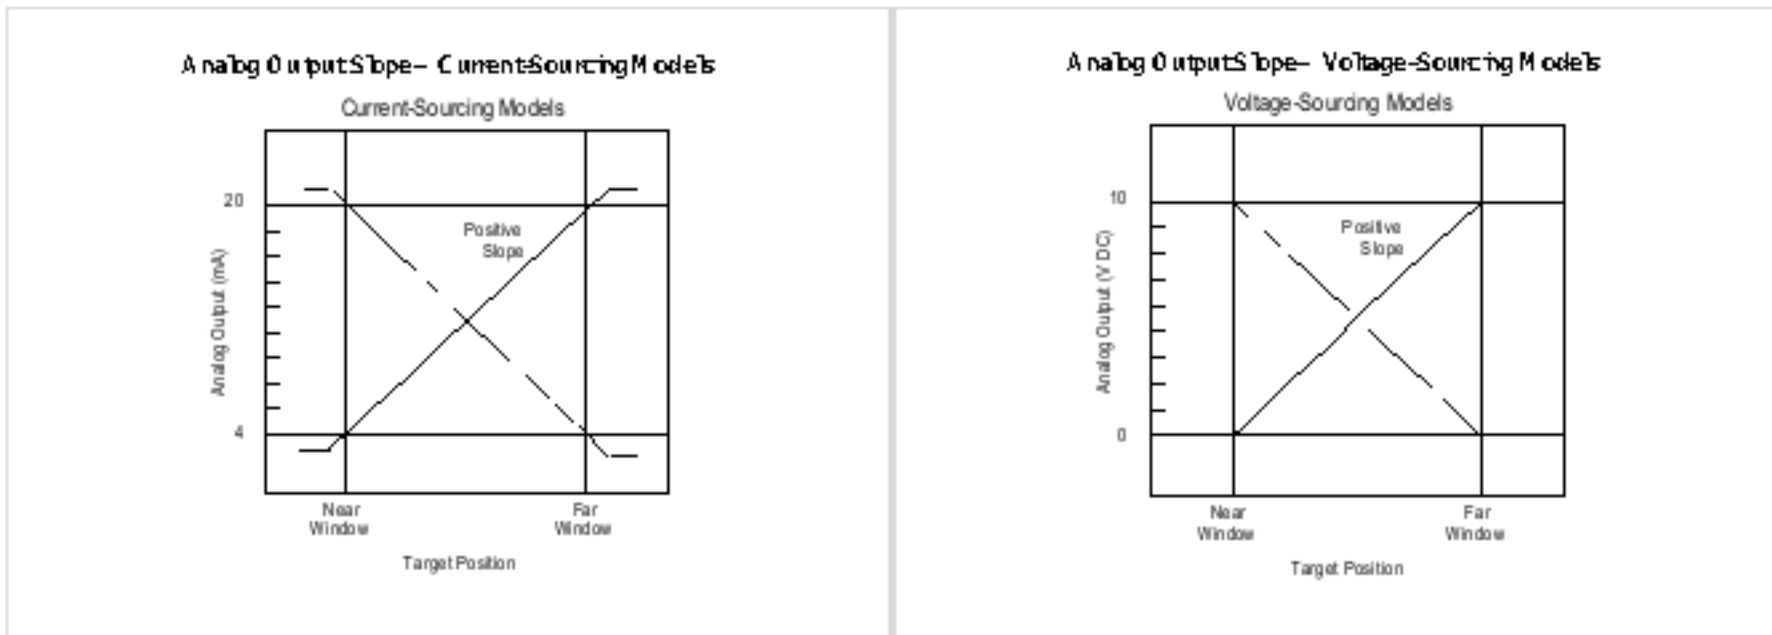 Analog Output Slope– Current-Sourcing Models
Current-Sourcing Models
20
Positive
Slope
Analog Output (mA)
4
Near
Window
Far
Window
Target Position
Analog Output Slope– Voltage-Sourcing Models
Voltage-Sourcing Models
10
Positive
Slope
Analog Output (V DC)
0
Near
Window
Far
Window
Target Position